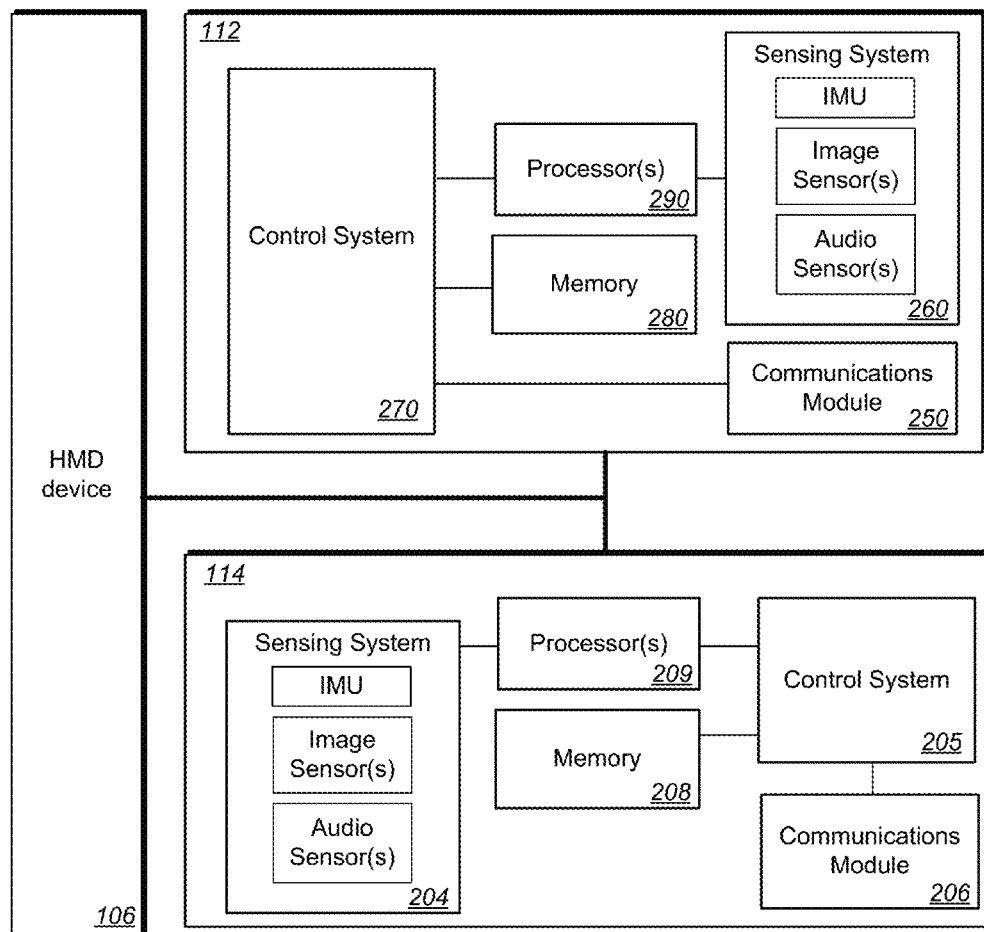 HMD
device
106
112
Control System
270
Processor(s)
290
Memory
280
Sensing System
IMU
Image
Sensor(s)
Audio
Sensor(s)
260
Communications
Module
250
114
Sensing System
IMU
Image
Sensor(s)
Audio
Sensor(s)
204
Processor(s)
209
Memory
208
Control System
205
Communications
Module
206